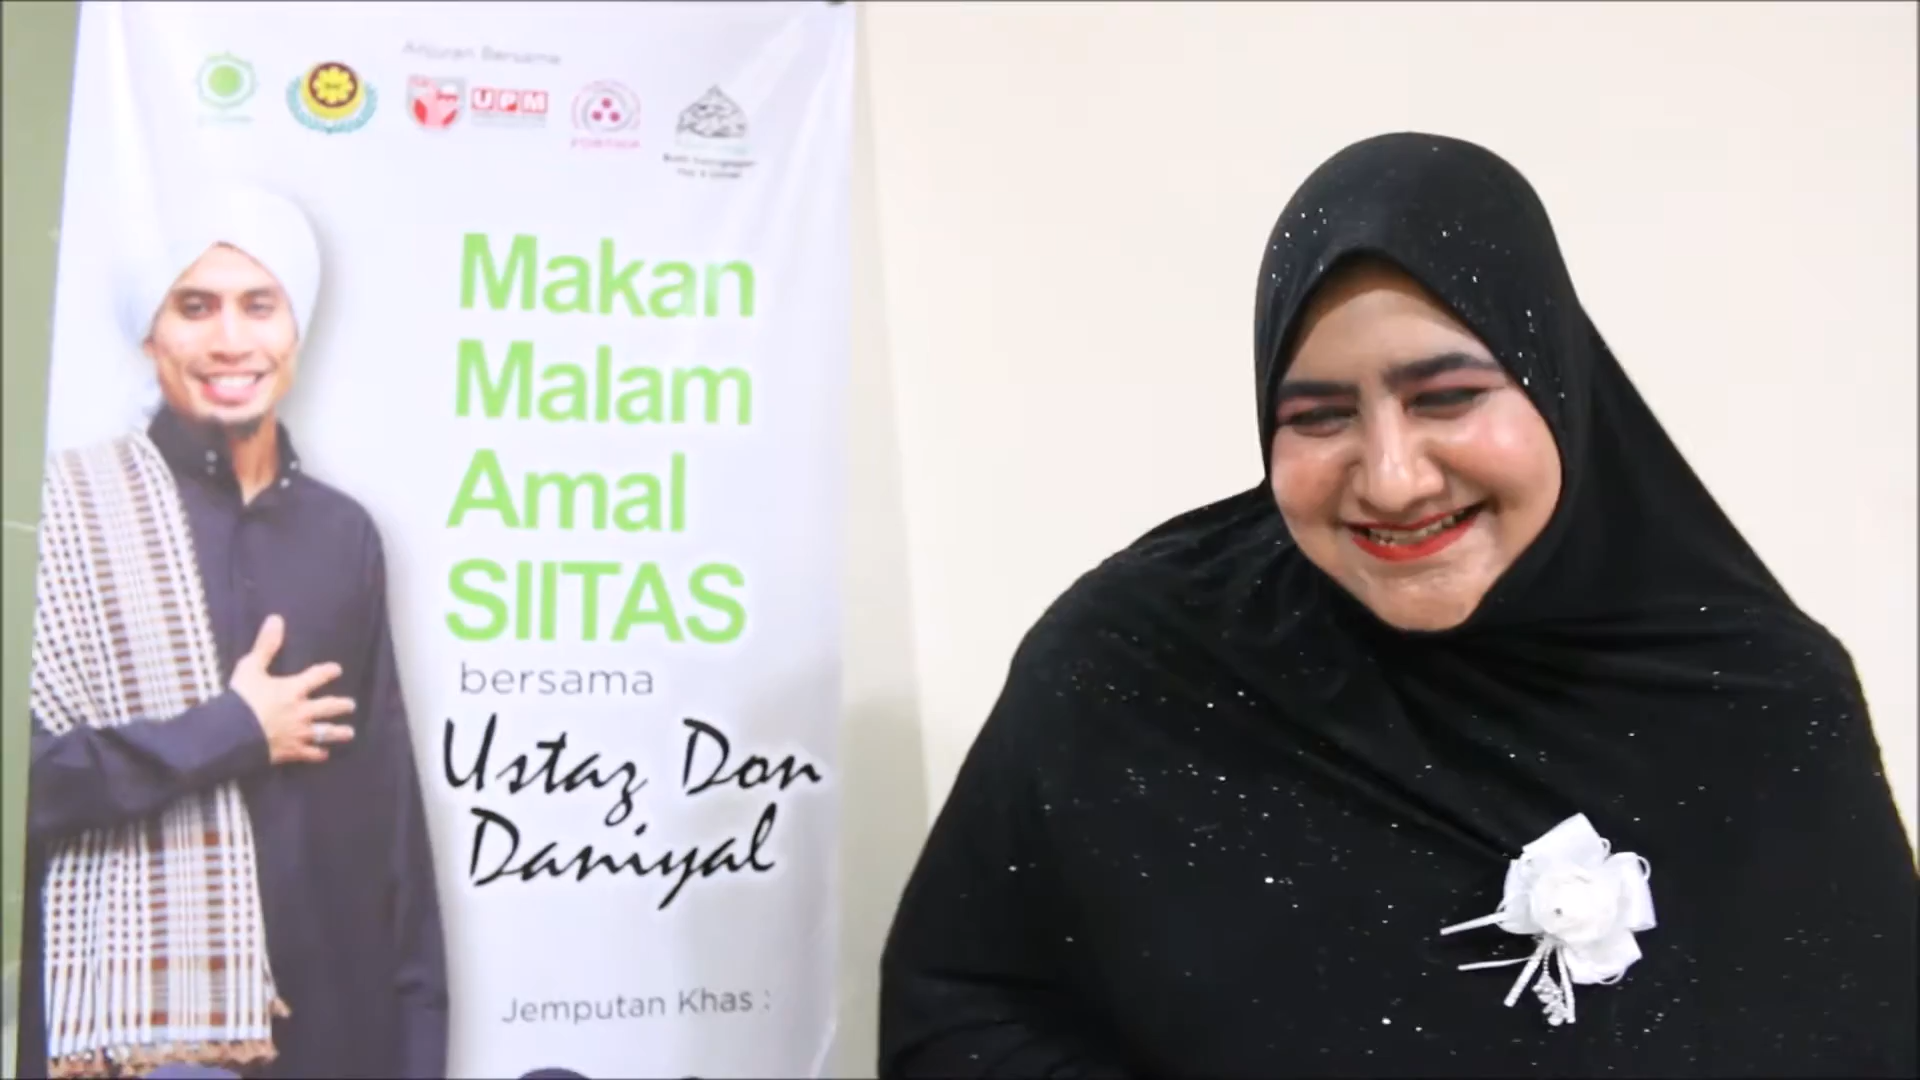 Anjuran Bersama
UPM
Makan
Malam
Amal
SIITAS
bersama
Ustaz Don
Daniyal
Jemputan Khas :